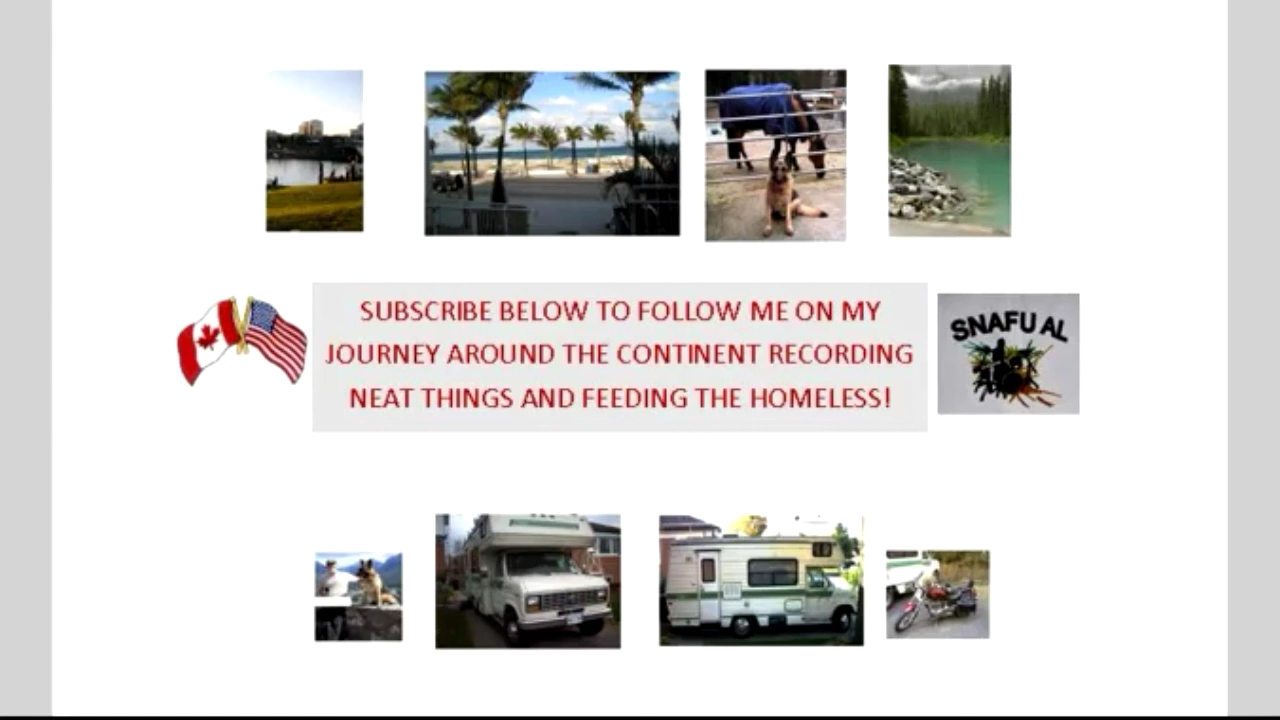 SUBSCRIBE BELOW TO FOLLOW ME ON MY
JOURNEY AROUND THE CONTINENT RECORDING
NEAT THINGS AND FEEDING THE HOMELESS!
SNAFU AL